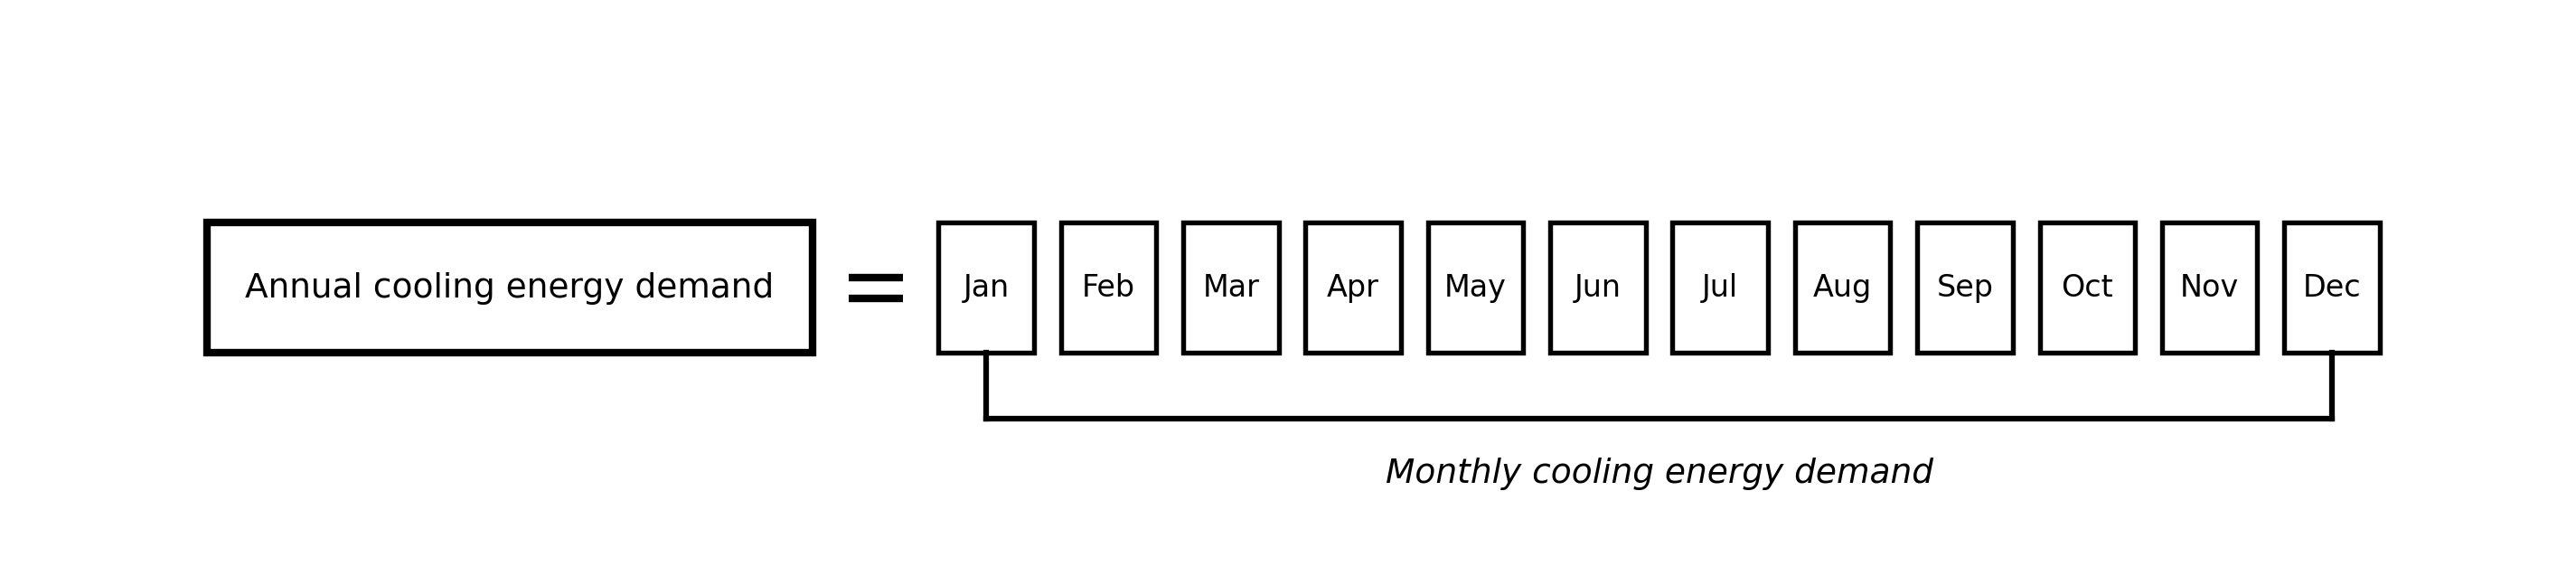 Annual cooling energy demand = Jan Feb Mar Apr May Jun Jul Aug Sep Oct Nov Dec
Monthly cooling energy demand